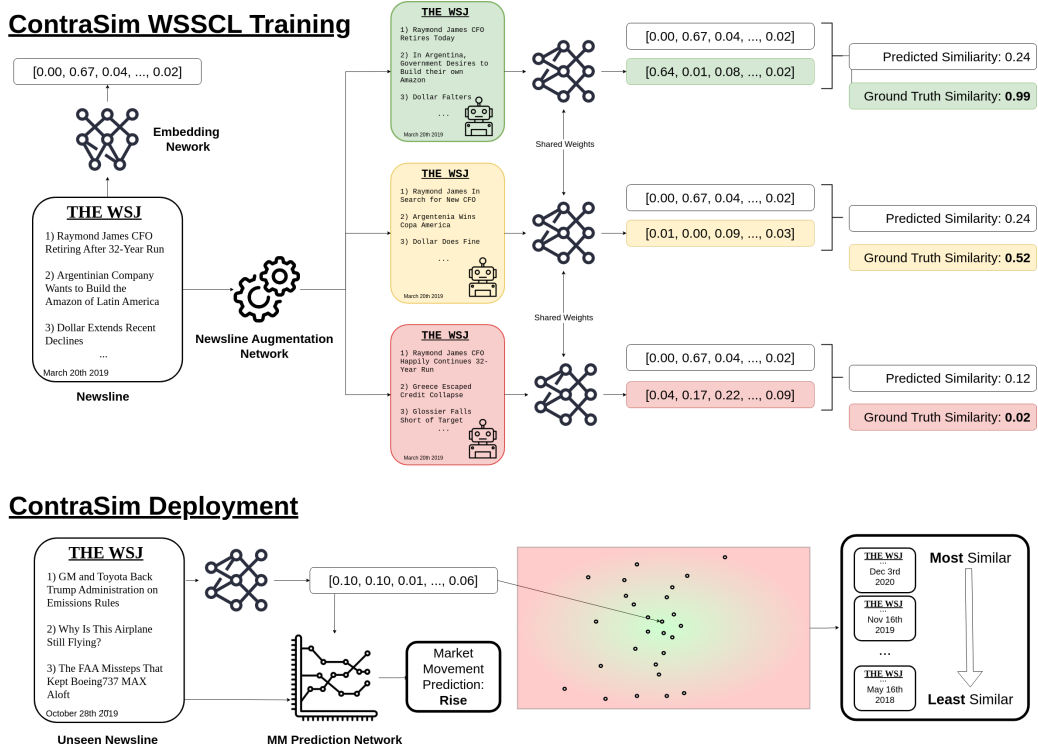 ContraSim WSSCL Training
[0.00, 0.67, 0.04, ..., 0.02]
Embedding
Nework
THE WSJ
1) Raymond James CFO
Retiring After 32-Year Run
2) Argentinian Company
Wants to Build the
Amazon of Latin America
3) Dollar Extends Recent
Declines
...
March 20th 2019
Newsline
Newsline Augmentation
Network
THE WSJ
1) Raymond James CFO
Retires Today
2) In Argentina,
Government Desires to
Build their own
Amazon
3) Dollar Falters
...
March 20th 2019
THE WSJ
1) Raymond James In
Search for New CFO
2) Argentenia Wins
Copa America
3) Dollar Does Fine
...
March 20th 2019
THE WSJ
1) Raymond James CFO
Happily Continues 32-
Year Run
2) Greece Escaped
Credit Collapse
3) Glossier Falls
Short of Target
...
March 20th 2019
Shared Weights
Shared Weights
[0.00, 0.67, 0.04, ..., 0.02]
[0.64, 0.01, 0.08, ..., 0.02]
Predicted Similarity: 0.24
Ground Truth Similarity: 0.99
[0.00, 0.67, 0.04, ..., 0.02]
[0.01, 0.00, 0.09, ..., 0.03]
Predicted Similarity: 0.24
Ground Truth Similarity: 0.52
[0.00, 0.67, 0.04, ..., 0.02]
[0.04, 0.17, 0.22, ..., 0.09]
Predicted Similarity: 0.12
Ground Truth Similarity: 0.02
ContraSim Deployment
THE WSJ
1) GM and Toyota Back
Trump Administration on
Emissions Rules
2) Why Is This Airplane
Still Flying?
3) The FAA Missteps That
Kept Boeing737 MAX
Aloft
...
October 28th 2019
Unseen Newsline
[0.10, 0.10, 0.01, ..., 0.06]
MM Prediction Network
Market
Movement
Prediction:
Rise
THE WSJ
...
Dec 3rd
2020
THE WSJ
...
Nov 16th
2019
...
THE WSJ
...
May 16th
2018
Most Similar
Least Similar